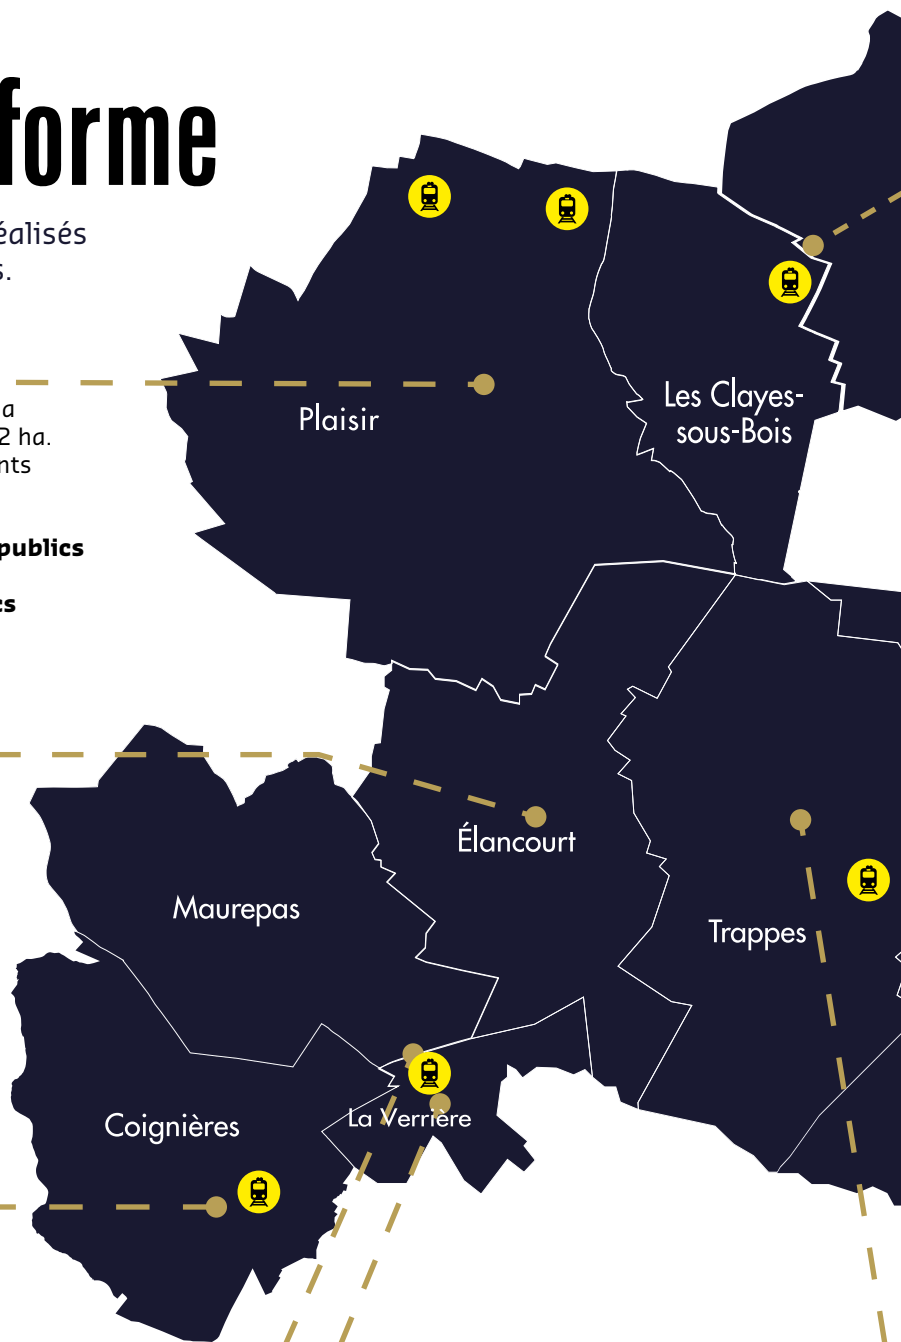 forme
éalisés
s.
a
2 ha.
nts
publics
cs
Plaisir
Les Clayes-
sous-Bois
Élancourt
Maurepas
Trappes
Coignières
La Verrière